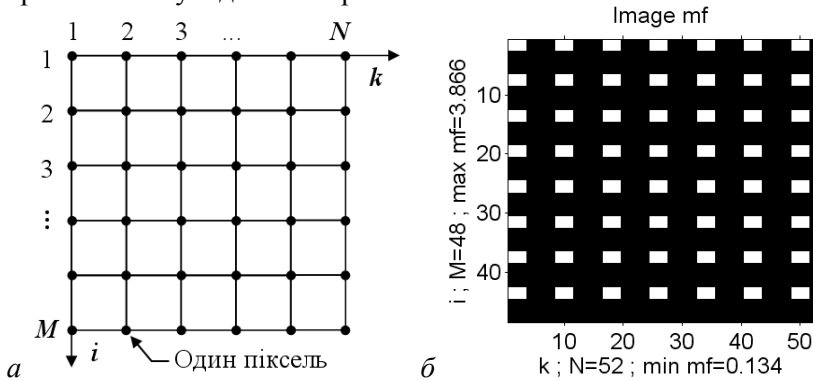 1 2 3 ... N
k
1
2
3
⋮
M
i
Один піксель
а
Image mf
i ; M=48 ; max mf=3.866
10
20
30
40
10 20 30 40 50
k ; N=52 ; min mf=0.134
б